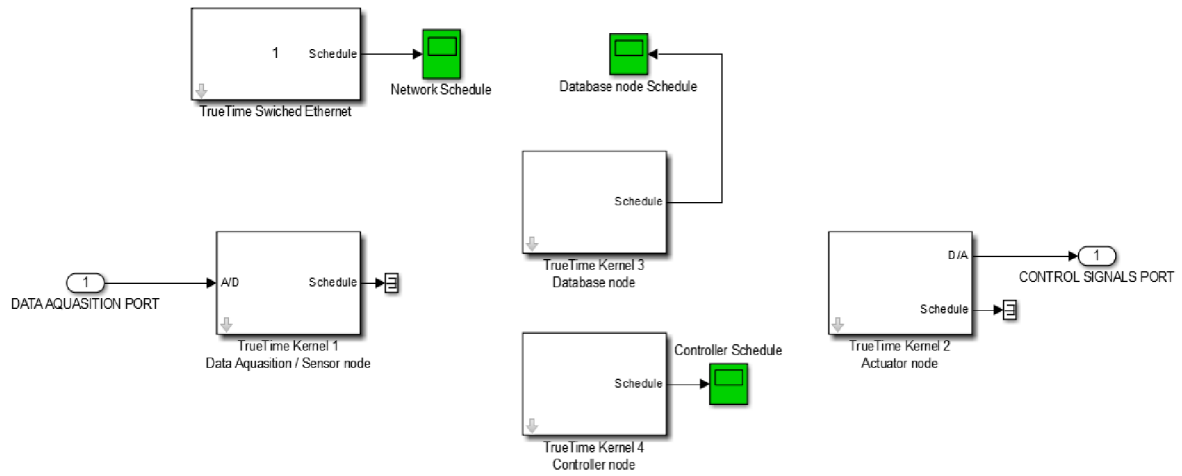 1
Schedule
Network Schedule
TrueTime Swiched Ethernet
Database node Schedule
Schedule
TrueTime Kernel 3
Database node
1
DATA AQUASITION PORT
A/D
Schedule
TrueTime Kernel 1
Data Aquasition / Sensor node
D/A
Schedule
1
CONTROL SIGNALS PORT
TrueTime Kernel 2
Actuator node
Controller Schedule
Schedule
TrueTime Kernel 4
Controller node